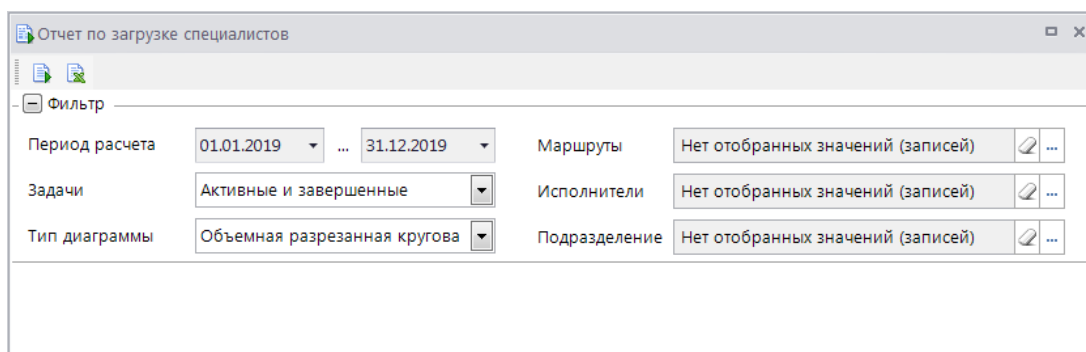 Отчет по загрузке специалистов
Фильтр
Период расчета 01.01.2019 ... 31.12.2019 Маршруты Нет отобранных значений (записей) ...
Задачи Активные и завершенные Исполнители Нет отобранных значений (записей) ...
Тип диаграммы Объемная разрезанная кругова Подразделение Нет отобранных значений (записей) ...